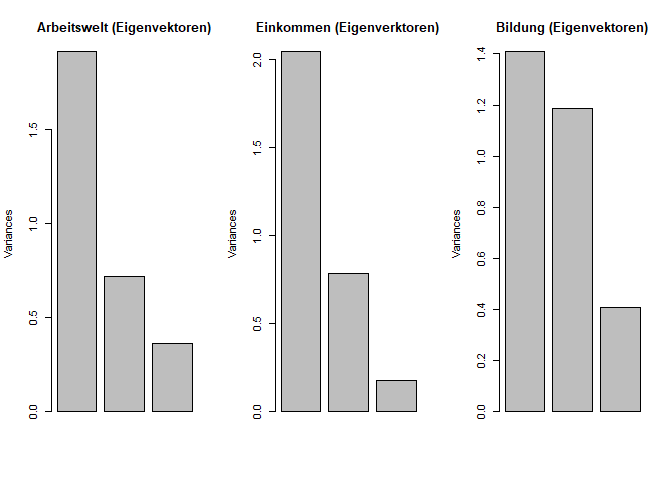 Arbeitswelt (Eigenvektoren)
Variances
1.5
1.0
0.5
0.0
Einkommen (Eigenverktoren)
Variances
2.0
1.5
1.0
0.5
0.0
Bildung (Eigenvektoren)
Variances
1.4
1.2
1.0
0.8
0.6
0.4
0.2
0.0